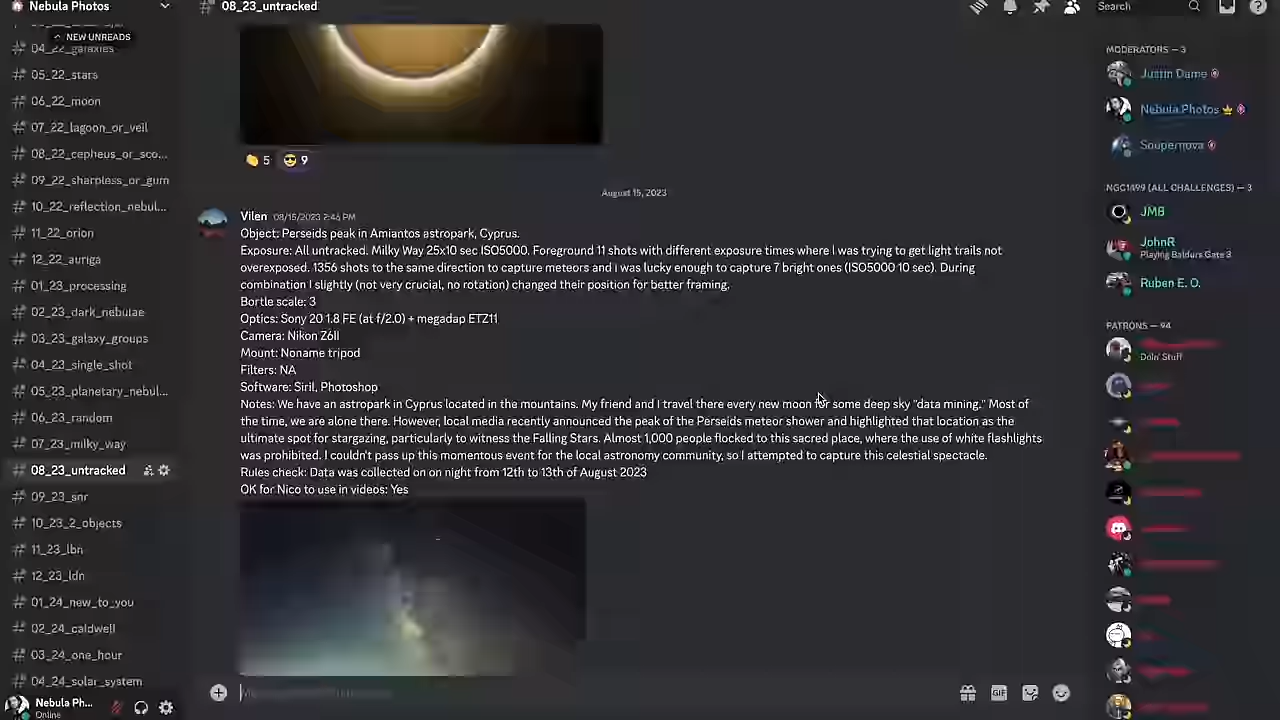 Nebula Photos
08_23_untracked
Search
NEW UNREADS
04_22_galaxies
05_22_stars
06_22_moon
07_22_lagoon_or_veil
08_22_cepheus_or_sco...
09_22_sharpless_or_gum
10_22_reflection_nebul...
11_22_orion
12_22_auriga
01_23_processing
02_23_dark_nebulae
03_23_galaxy_groups
04_23_single_shot
05_23_planetary_nebul...
06_23_random
07_23_milky_way
08_23_untracked
09_23_snr
10_23_2_objects
11_23_lbn
12_23_ldn
01_24_new_to_you
02_24_caldwell
03_24_one_hour
04_24_solar_system
Nebula Ph...
Online
5
9
August 15, 2023
Vilen 08/15/2023 2:46 PM
Object: Perseids peak in Amiantos astropark, Cyprus.
Exposure: All untracked. Milky Way 25x10 sec ISO5000. Foreground 11 shots with different exposure times where I was trying to get light trails not
overexposed. 1356 shots to the same direction to capture meteors and i was lucky enough to capture 7 bright ones (ISO5000 10 sec). During
combination I slightly (not very crucial, no rotation) changed their position for better framing.
Bortle scale: 3
Optics: Sony 20 1.8 FE (at f/2.0) + megadap ETZ11
Camera: Nikon Z6II
Mount: Noname tripod
Filters: NA
Software: Siril, Photoshop
Notes: We have an astropark in Cyprus located in the mountains. My friend and I travel there every new moon for some deep sky "data mining." Most of
the time, we are alone there. However, local media recently announced the peak of the Perseids meteor shower and highlighted that location as the
ultimate spot for stargazing, particularly to witness the Falling Stars. Almost 1,000 people flocked to this sacred place, where the use of white flashlights
was prohibited. I couldn't pass up this momentous event for the local astronomy community, so I attempted to capture this celestial spectacle.
Rules check: Data was collected on on night from 12th to 13th of August 2023
OK for Nico to use in videos: Yes
GIF
MODERATORS — 3
Justin Dame
Nebula Photos
Soupernova
NGC1499 (ALL CHALLENGES) — 3
JMB
JohnR
Playing Baldurs Gate 3
Ruben E. O.
PATRONS — 94
Doin' Stuff